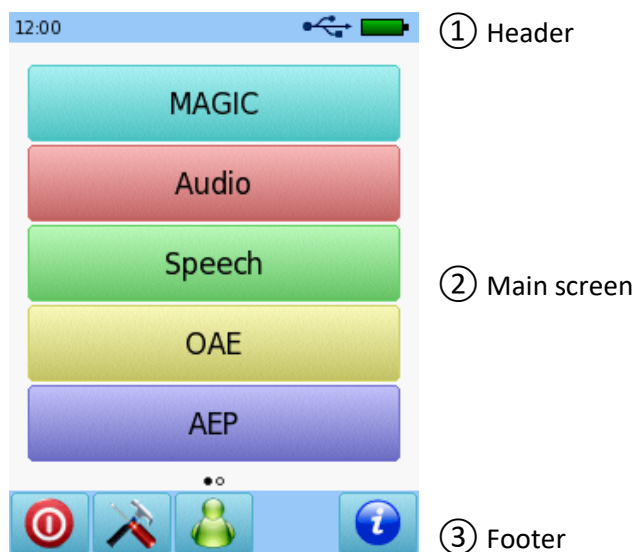 12:00
① Header
MAGIC
Audio
Speech
② Main screen
OAE
AEP
③ Footer